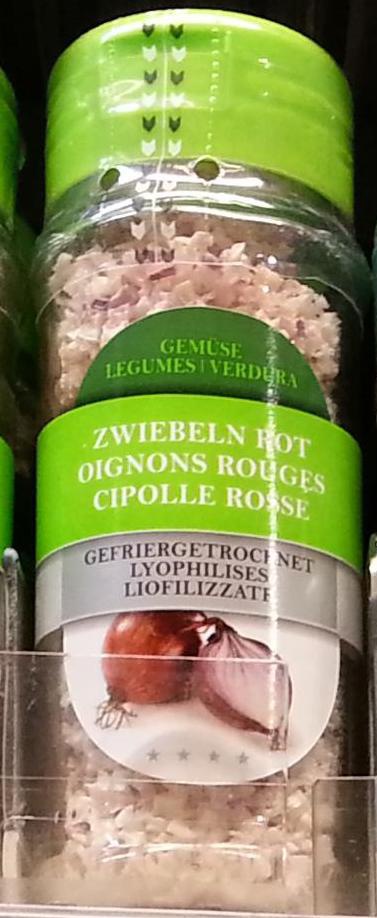 GEMÜSE
LEGUMES | VERDURA
ZWIEBELN ROT
OIGNONS ROUGES
CIPOLLE ROSSE
GEFRIERGETROCKNET
LYOPHILISES
LIOFILIZZATE